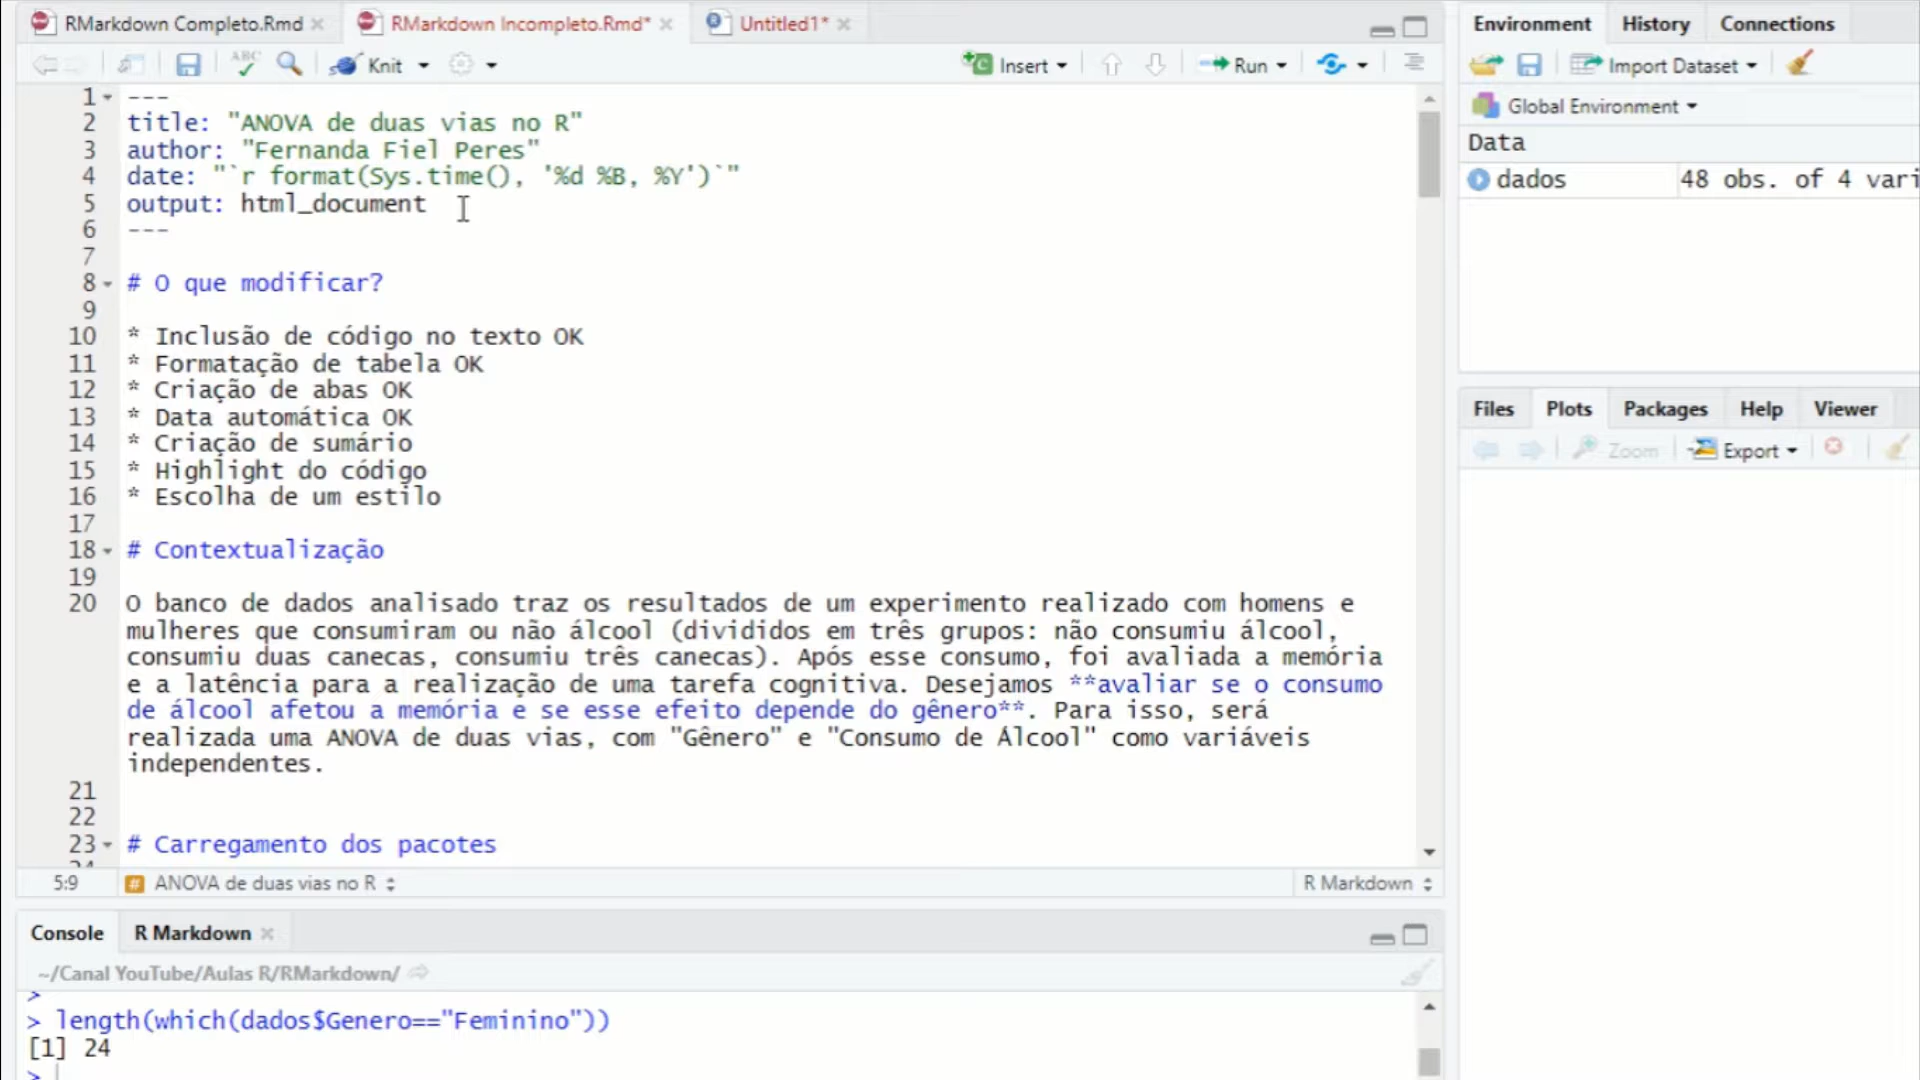 RMarkdown Completo.Rmd
RMarkdown Incompleto.Rmd*
Untitled1*
ABC
Knit
Insert
Run
1 ---
2 title: "ANOVA de duas vias no R"
3 author: "Fernanda Fiel Peres"
4 date: "`r format(Sys.time(), '%d %B, %Y')`"
5 output: html_document
6 ---
7
8 # O que modificar?
9
10 * Inclusão de código no texto OK
11 * Formatação de tabela OK
12 * Criação de abas OK
13 * Data automática OK
14 * Criação de sumário
15 * Highlight do código
16 * Escolha de um estilo
17
18 # Contextualização
19
20 O banco de dados analisado traz os resultados de um experimento realizado com homens e
mulheres que consumiram ou não álcool (divididos em três grupos: não consumiu álcool,
consumiu duas canecas, consumiu três canecas). Após esse consumo, foi avaliada a memória
e a latência para a realização de uma tarefa cognitiva. Desejamos **avaliar se o consumo
de álcool afetou a memória e se esse efeito depende do gênero**. Para isso, será
realizada uma ANOVA de duas vias, com "Gênero" e "Consumo de Álcool" como variáveis
independentes.
21
22
23 # Carregamento dos pacotes
5:9 # ANOVA de duas vias no R R Markdown
Console R Markdown
~/Canal YouTube/Aulas R/RMarkdown/
>
> length(which(dados$Genero=="Feminino"))
[1] 24
>
Environment History Connections
Import Dataset
Global Environment
Data
dados 48 obs. of 4 vari
Files Plots Packages Help Viewer
Zoom Export